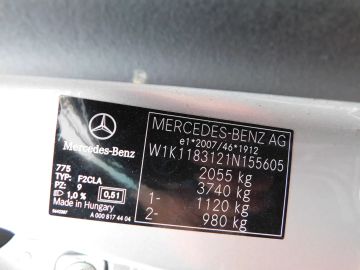 MERCEDES-BENZ AG
e1*2007/46*1912
W1K1183121N155605
2055 kg
3740 kg
1- 1120 kg
2- 980 kg
Mercedes-Benz
775
TYP: F2CLA
PZ: 9
1,0 % 0,51
Made in Hungary
A 000 817 44 04